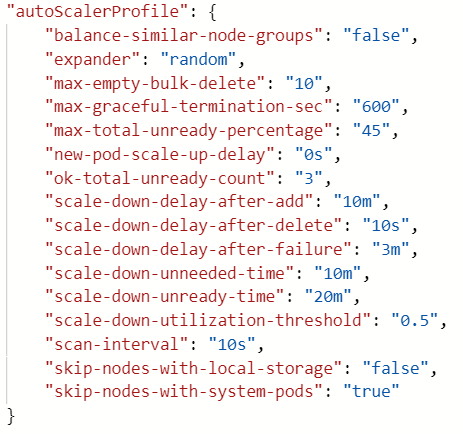 "autoScalerProfile": {
    "balance-similar-node-groups": "false",
    "expander": "random",
    "max-empty-bulk-delete": "10",
    "max-graceful-termination-sec": "600",
    "max-total-unready-percentage": "45",
    "new-pod-scale-up-delay": "0s",
    "ok-total-unready-count": "3",
    "scale-down-delay-after-add": "10m",
    "scale-down-delay-after-delete": "10s",
    "scale-down-delay-after-failure": "3m",
    "scale-down-unneeded-time": "10m",
    "scale-down-unready-time": "20m",
    "scale-down-utilization-threshold": "0.5",
    "scan-interval": "10s",
    "skip-nodes-with-local-storage": "false",
    "skip-nodes-with-system-pods": "true"
}